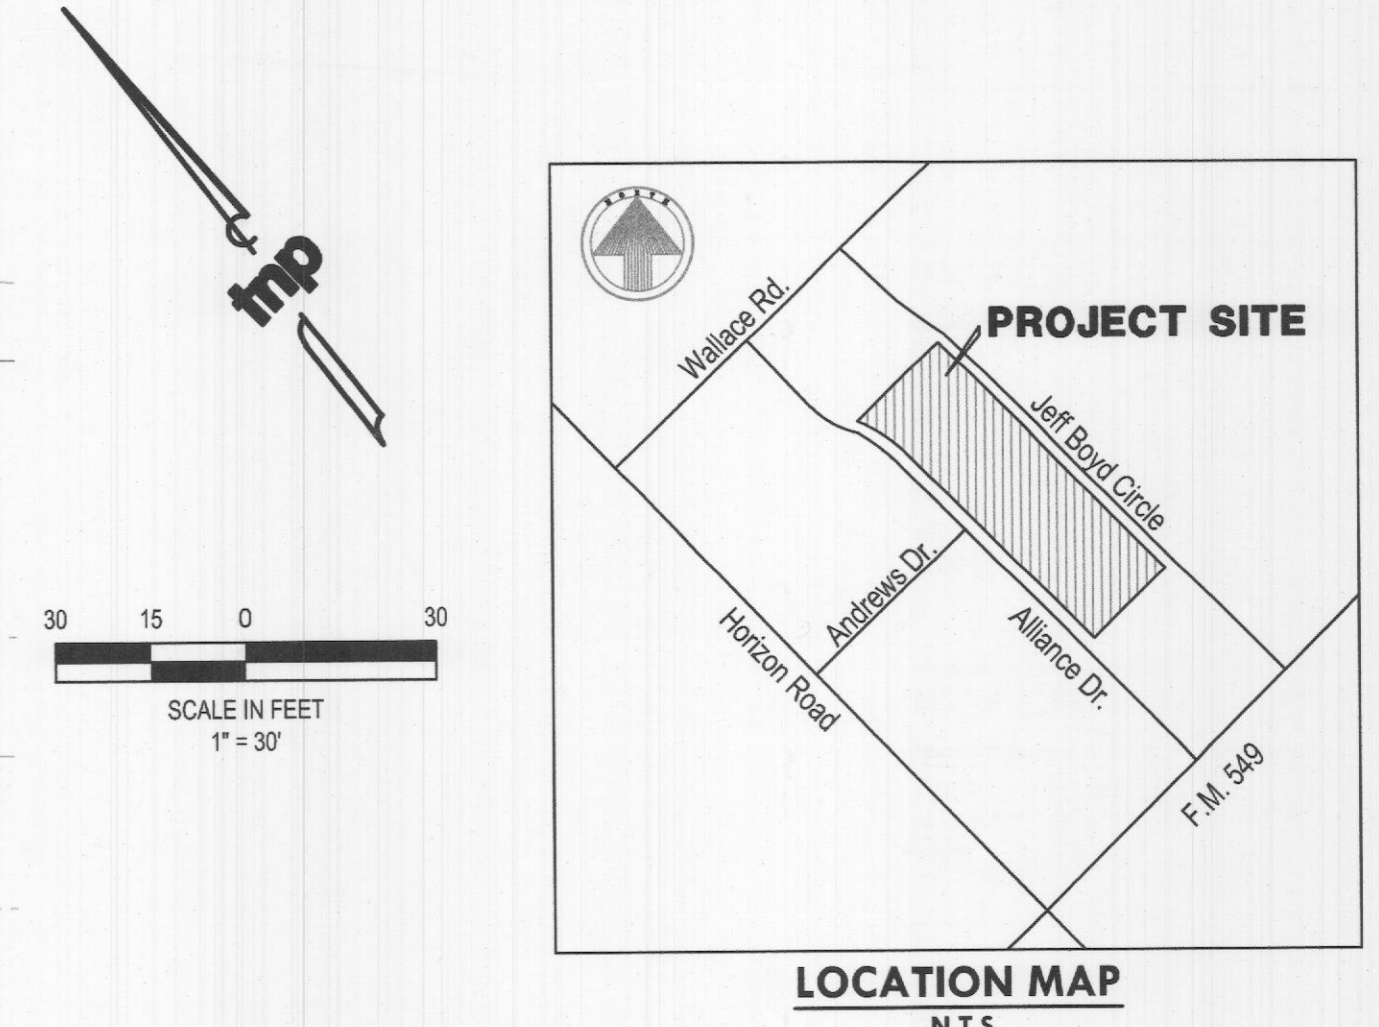 tmp
30 15 0 30
SCALE IN FEET
1" = 30'
NORTH
Wallace Rd.
PROJECT SITE
Jeff Boyd Circle
Andrews Dr.
Horizon Road
Alliance Dr.
F.M. 549
LOCATION MAP
N.T.S.